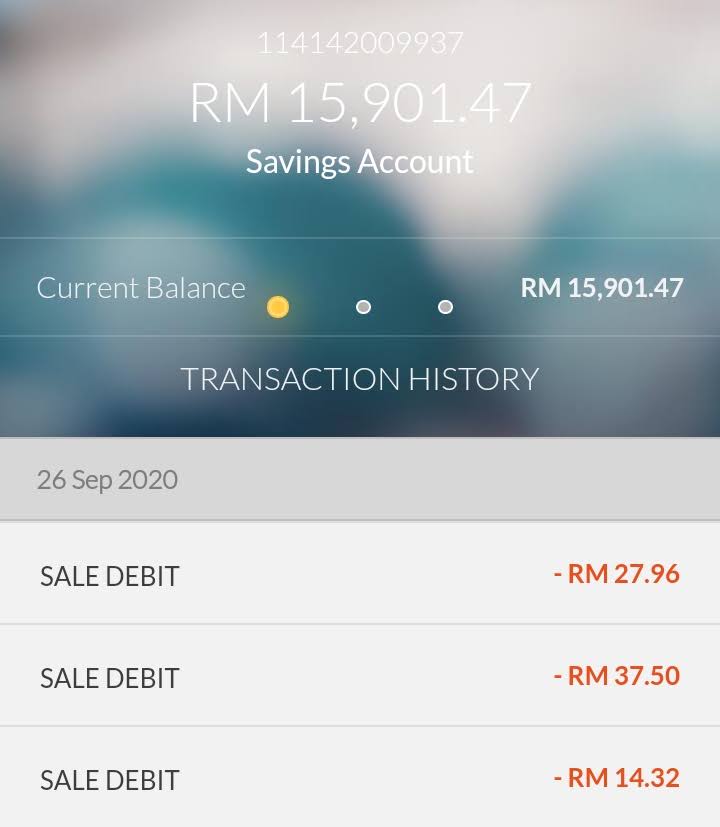 114142009937
RM 15,901.47
Savings Account
Current Balance RM 15,901.47
TRANSACTION HISTORY
26 Sep 2020
SALE DEBIT - RM 27.96
SALE DEBIT - RM 37.50
SALE DEBIT - RM 14.32